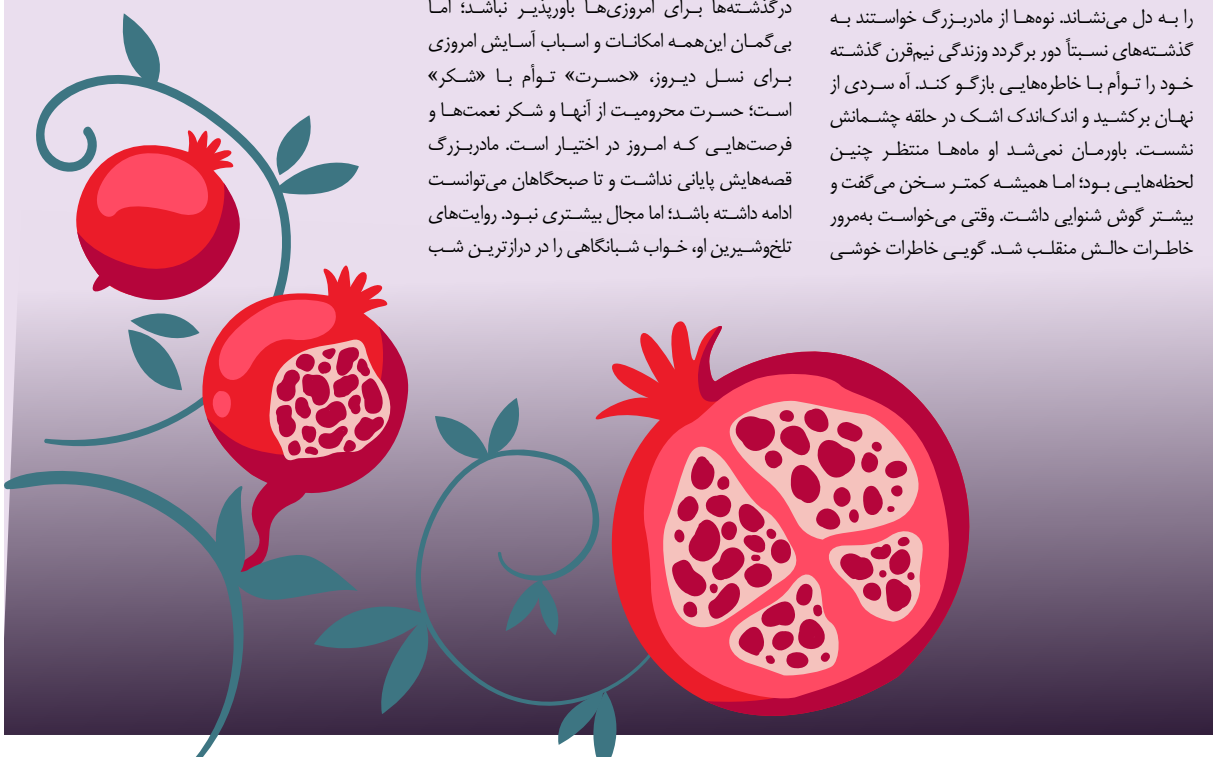 را به دل می‌نشاند. نوه‌ها از مادربزرگ خواستند به
گذشته‌های نسبتاً دور برگردد وزندگی نیم‌قرن گذشته
خود را توأم با خاطره‌هایی بازگو کند. آه سردی از
نهان برکشید و اندک‌اندک اشک در حلقه چشمانش
نشست. باورمان نمی‌شد او ماه‌ها منتظر چنین
لحظه‌هایی بود؛ اما همیشه کمتر سخن می‌گفت و
بیشتر گوش شنوایی داشت. وقتی می‌خواست به‌مرور
خاطرات حالش منقلب شد. گویی خاطرات خوشی
درگذشته‌ها برای امروزی‌ها باورپذیر نباشد؛ اما
بی‌گمان این‌همه امکانات و اسباب آسایش امروزی
برای نسل دیروز، «حسرت» توأم با «شکر»
است؛ حسرت محرومیت از آنها و شکر نعمت‌ها و
فرصت‌هایی که امروز در اختیار است. مادربزرگ
قصه‌هایش پایانی نداشت و تا صبحگاهان می‌توانست
ادامه داشته باشد؛ اما مجال بیشتری نبود. روایت‌های
تلخ‌وشیرین او، خواب شبانگاهی را در درازترین شب